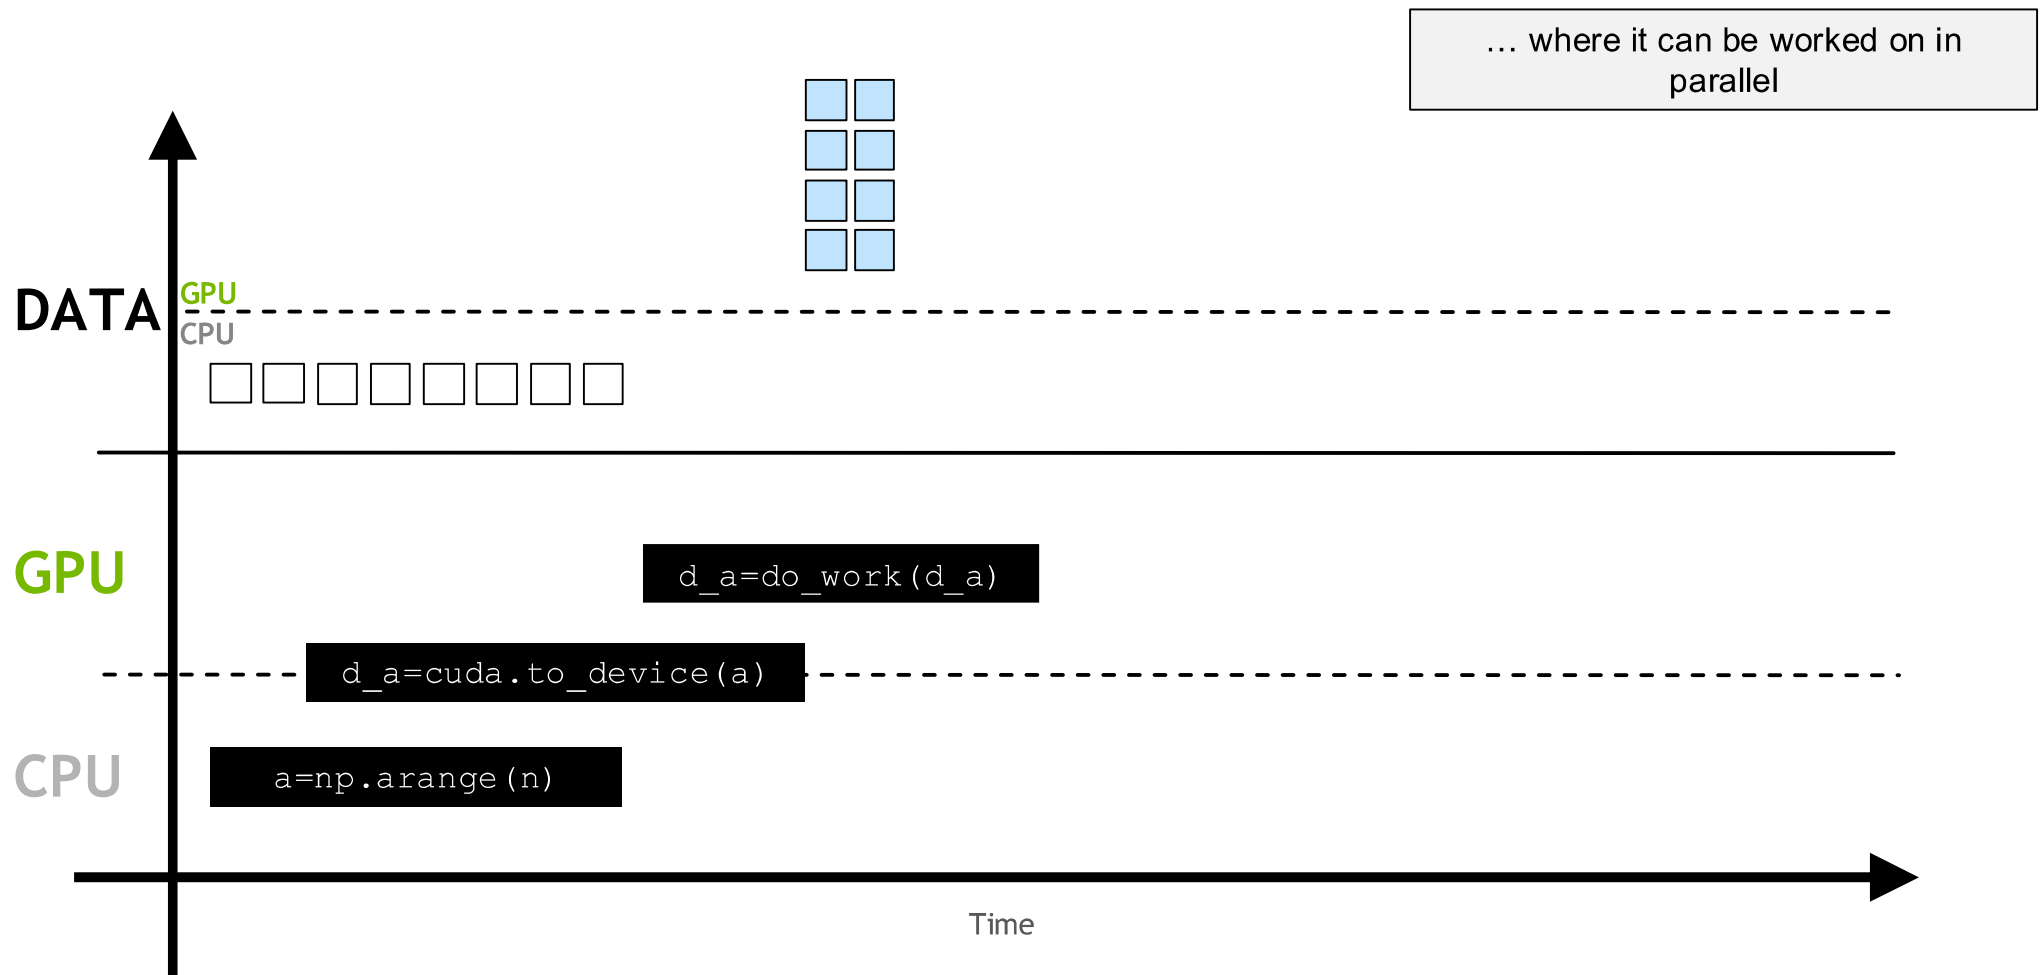 … where it can be worked on in
parallel
DATA
GPU
CPU
GPU
d_a=do_work(d_a)
d_a=cuda.to_device(a)
CPU
a=np.arange(n)
Time